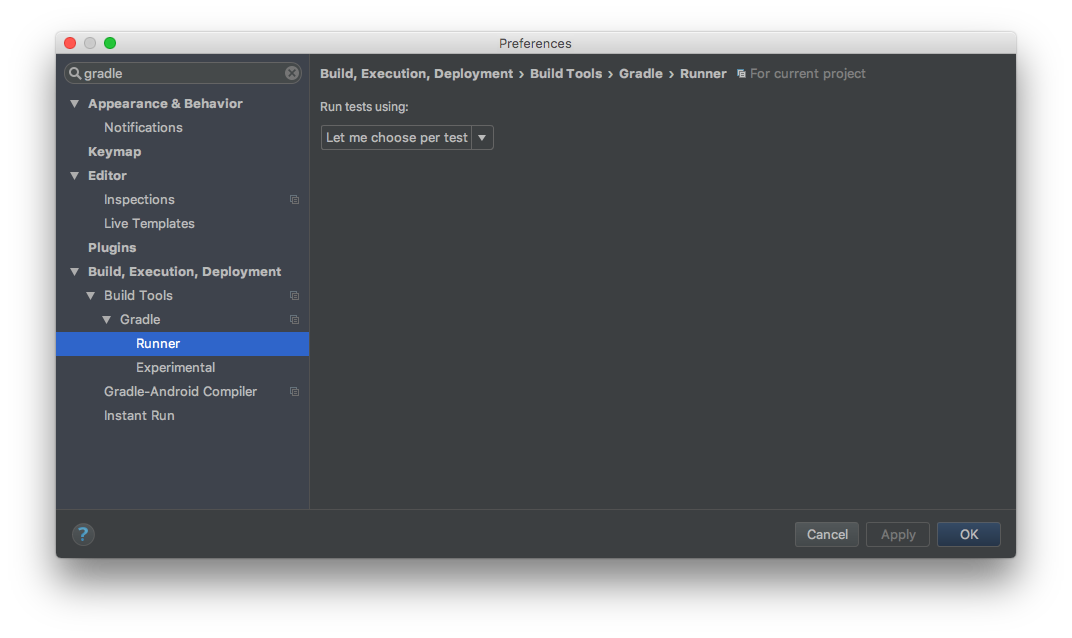 Preferences
gradle
Appearance & Behavior
Notifications
Keymap
Editor
Inspections
Live Templates
Plugins
Build, Execution, Deployment
Build Tools
Gradle
Runner
Experimental
Gradle-Android Compiler
Instant Run
Build, Execution, Deployment › Build Tools › Gradle › Runner For current project
Run tests using:
Let me choose per test
?
Cancel Apply OK